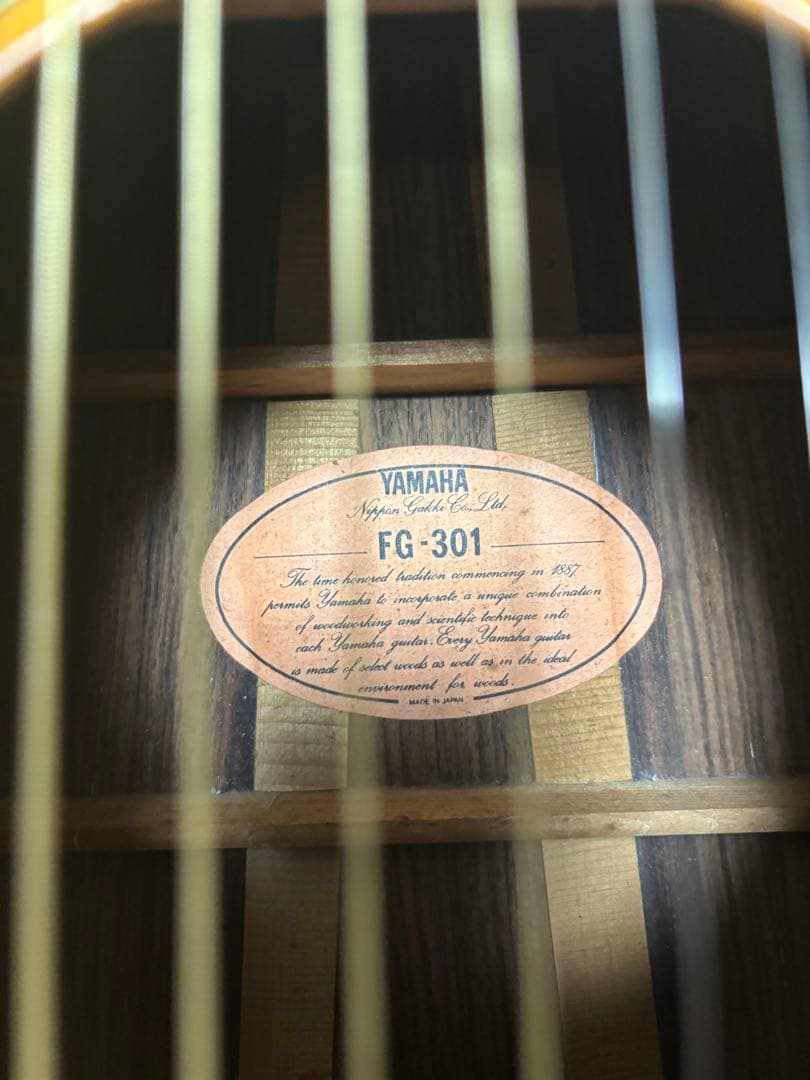 YAMAHA
Nippon Gakki Co., Ltd,
FG-301
The time honored tradition commencing in 1887
permits Yamaha to incorporate a unique combination
of woodworking and scientific technique into
each Yamaha guitar. Every Yamaha guitar
is made of select woods as well as in the ideal
environment for woods.
MADE IN JAPAN